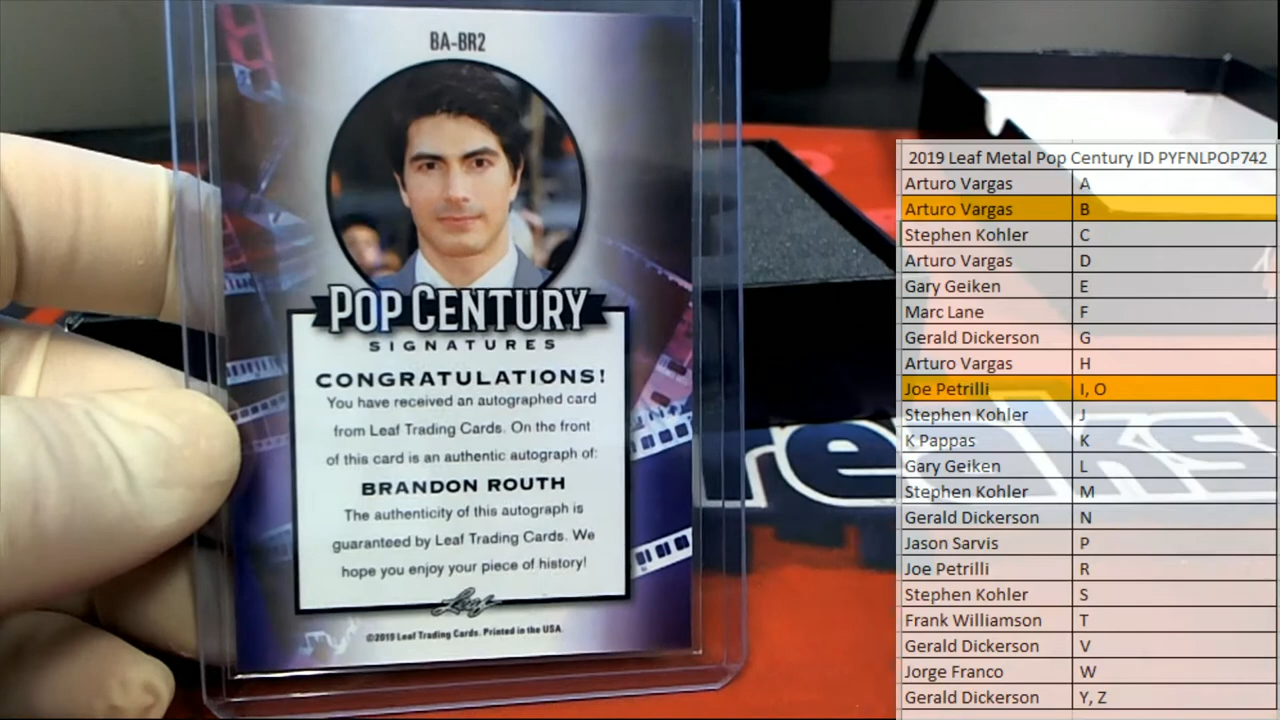 BA-BR2
POP CENTURY
SIGNATURES
CONGRATULATIONS!
You have received an autographed card
from Leaf Trading Cards. On the front
of this card is an authentic autograph of:
BRANDON ROUTH
The authenticity of this autograph is
guaranteed by Leaf Trading Cards. We
hope you enjoy your piece of history!
Leaf
©2019 Leaf Trading Cards. Printed in the USA.
2019 Leaf Metal Pop Century ID PYFNLPOP742
Arturo Vargas A
Arturo Vargas B
Stephen Kohler C
Arturo Vargas D
Gary Geiken E
Marc Lane F
Gerald Dickerson G
Arturo Vargas H
Joe Petrilli I, O
Stephen Kohler J
K Pappas K
Gary Geiken L
Stephen Kohler M
Gerald Dickerson N
Jason Sarvis P
Joe Petrilli R
Stephen Kohler S
Frank Williamson T
Gerald Dickerson V
Jorge Franco W
Gerald Dickerson Y, Z